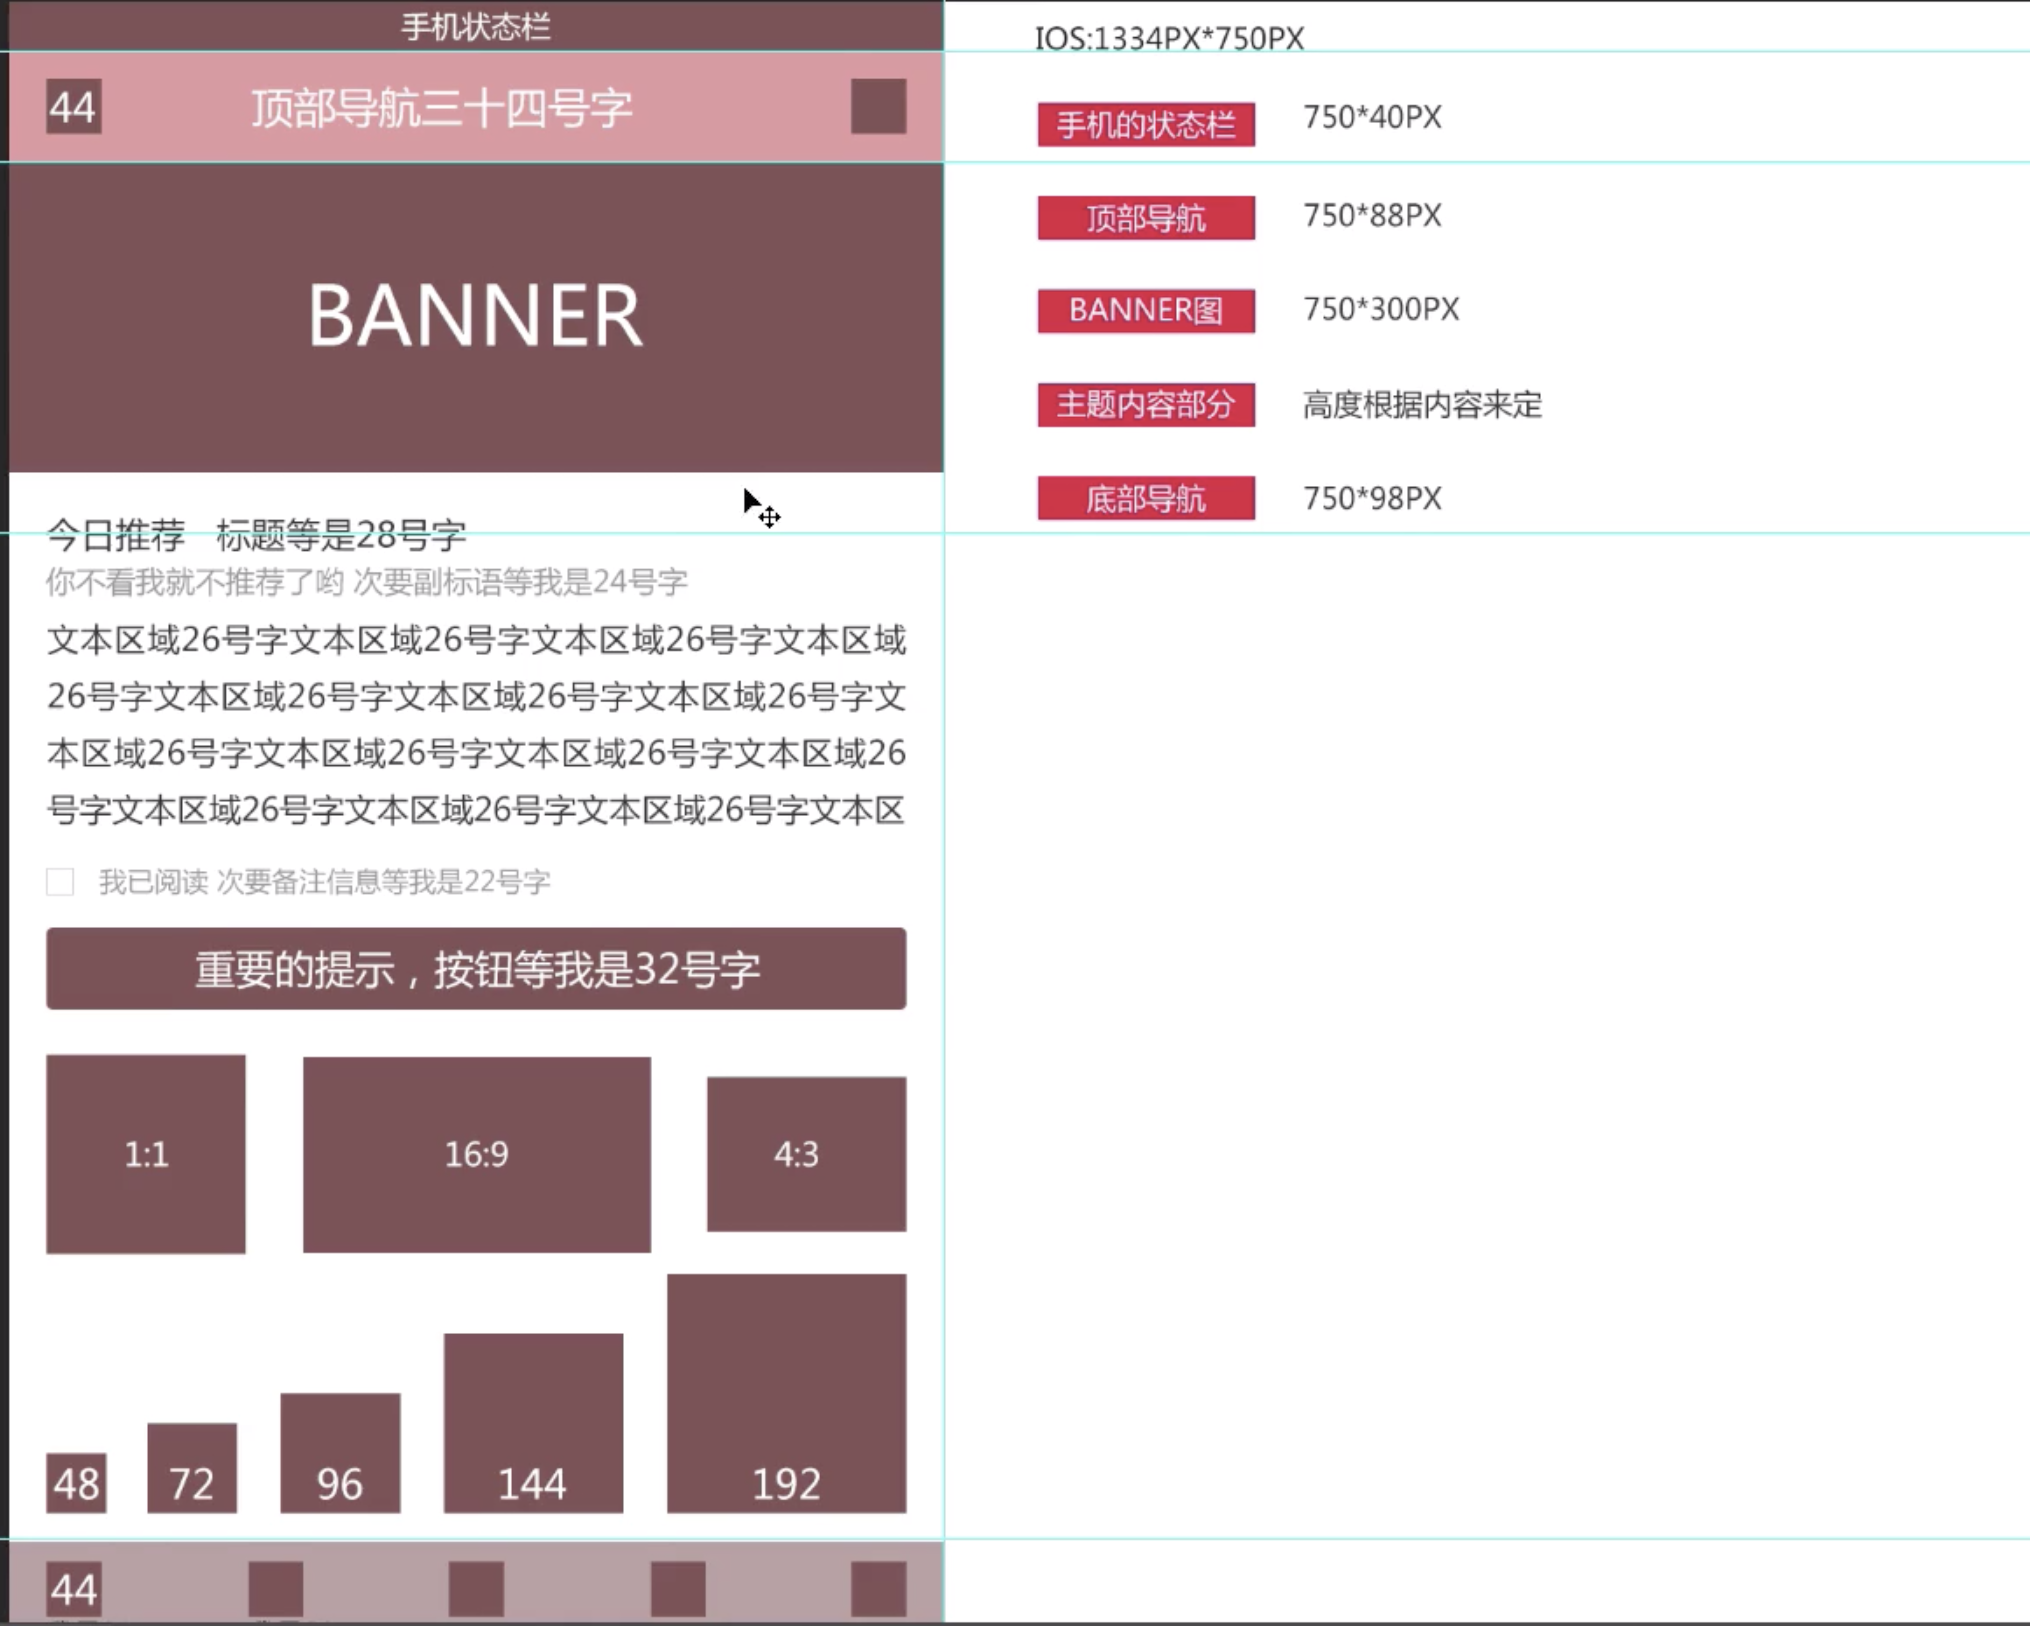 手机状态栏
44 顶部导航三十四号字
BANNER
今日推荐 标题等是28号字
你不看我就不推荐了哟 次要副标语等我是24号字
文本区域26号字文本区域26号字文本区域26号字文本区域
26号字文本区域26号字文本区域26号字文本区域26号字文
本区域26号字文本区域26号字文本区域26号字文本区域26
号字文本区域26号字文本区域26号字文本区域26号字文本区
我已阅读 次要备注信息等我是22号字
重要的提示，按钮等我是32号字
1:1 16:9 4:3
48 72 96 144 192
44
IOS:1334PX*750PX
手机的状态栏 750*40PX
顶部导航 750*88PX
BANNER图 750*300PX
主题内容部分 高度根据内容来定
底部导航 750*98PX